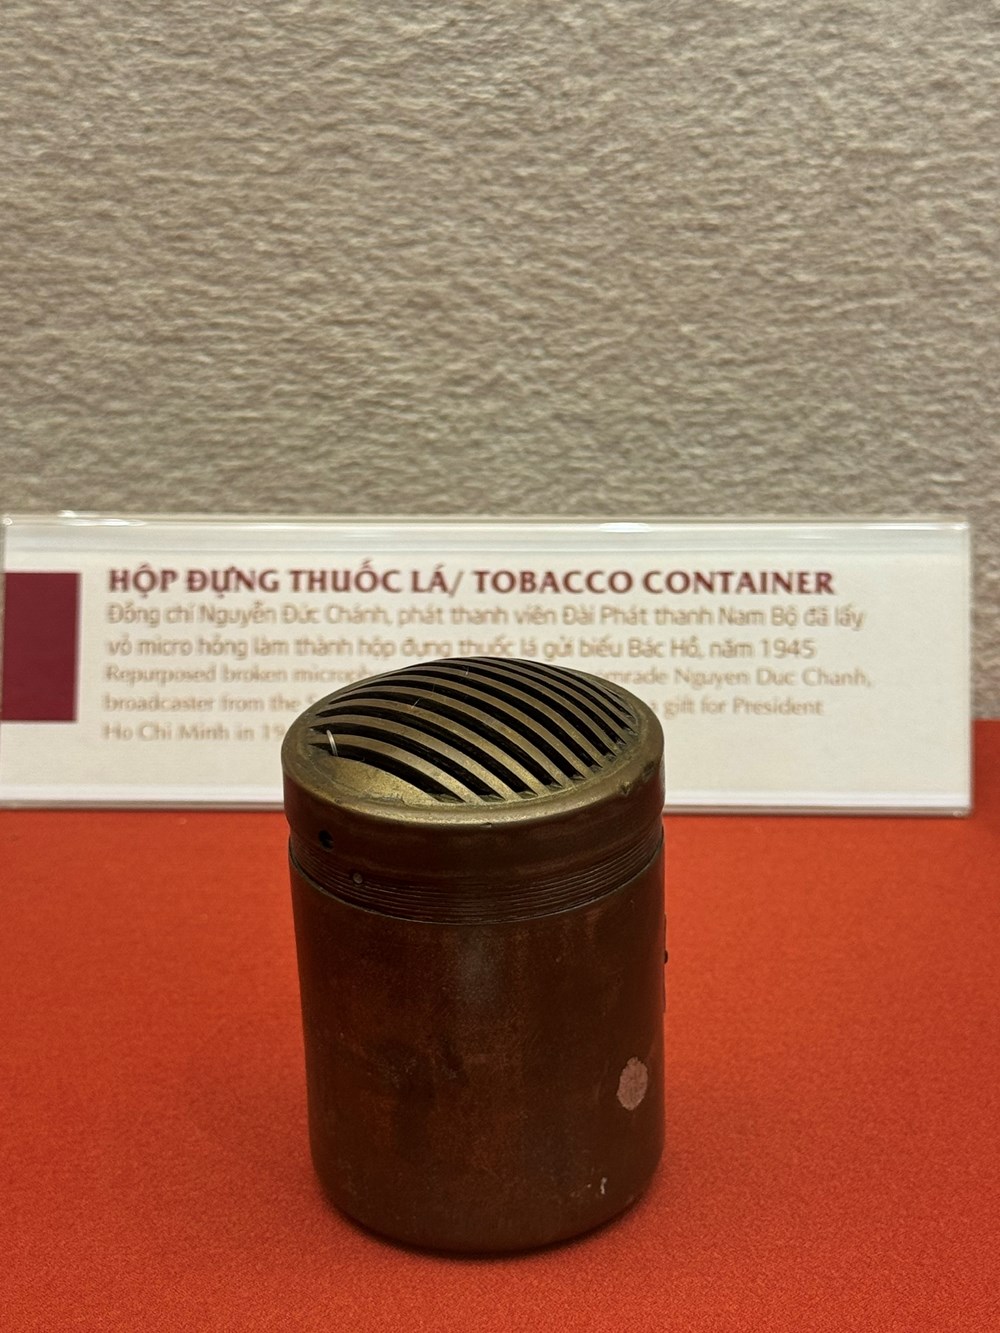 HỘP ĐỰNG THUỐC LÁ/ TOBACCO CONTAINER
Đồng chí Nguyễn Đức Chánh, phát thanh viên Đài Phát thanh Nam Bộ đã lấy
vỏ micro hỏng làm thành hộp đựng thuốc lá gửi biếu Bác Hồ, năm 1945
Repurposed broken Nguyen Duc Chanh,
broadcaster from the gift for President
Ho Chi Minh in